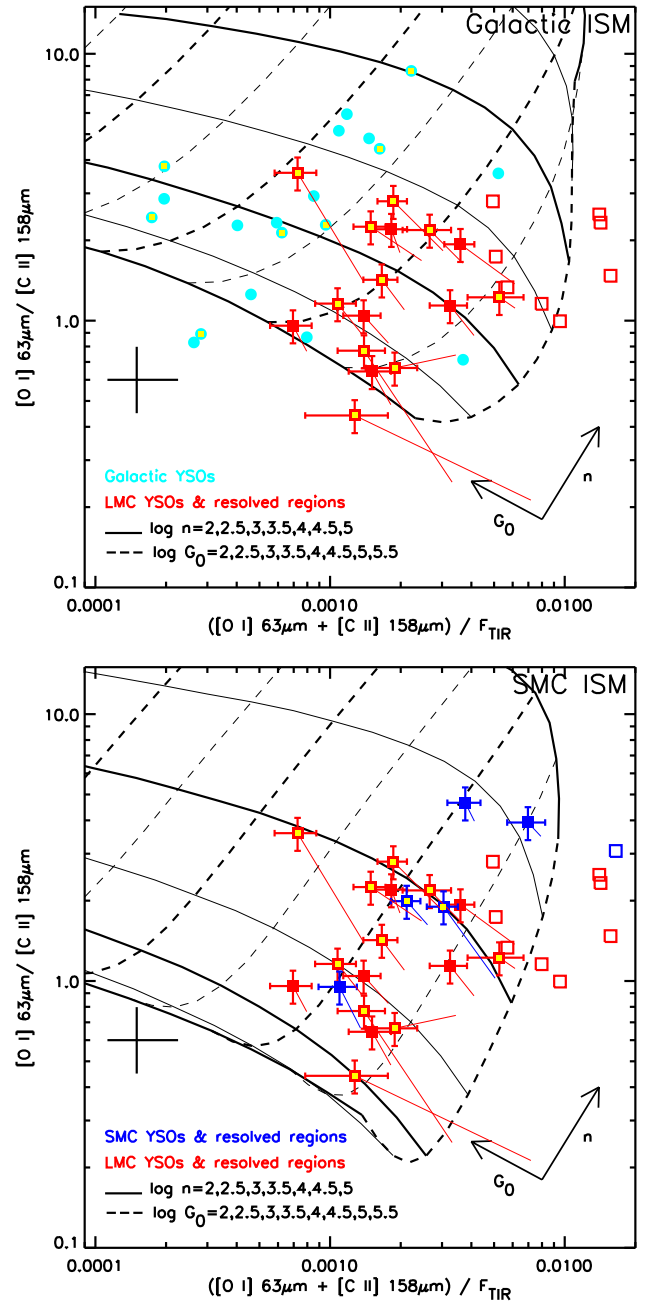 Galactic ISM
10.0
1.0
0.1
[O I] 63μm/ [C II] 158μm
Galactic YSOs
LMC YSOs & resolved regions
log n=2,2.5,3,3.5,4,4.5,5
log G0=2,2.5,3,3.5,4,4.5,5,5.5
n
G0
0.0001 0.0010 0.0100
([O I] 63μm + [C II] 158μm) / FTIR
SMC ISM
10.0
1.0
0.1
[O I] 63μm/ [C II] 158μm
SMC YSOs & resolved regions
LMC YSOs & resolved regions
log n=2,2.5,3,3.5,4,4.5,5
log G0=2,2.5,3,3.5,4,4.5,5,5.5
n
G0
0.0001 0.0010 0.0100
([O I] 63μm + [C II] 158μm) / FTIR